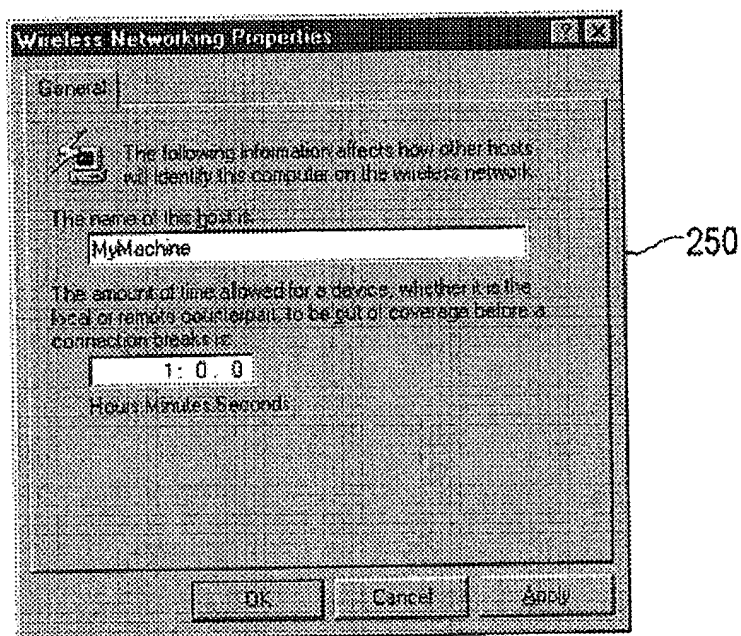 Wireless Networking Properties
General
The following information affects how other hosts
will identify this computer on the wireless network.
The name of this host is:
MyMachine
250
The amount of time allowed for a device, whether it is the
local or remote counterpart, to be out of coverage before a
connection breaks is:
1: 0. 0
Hours:Minutes:Seconds
OK Cancel Apply